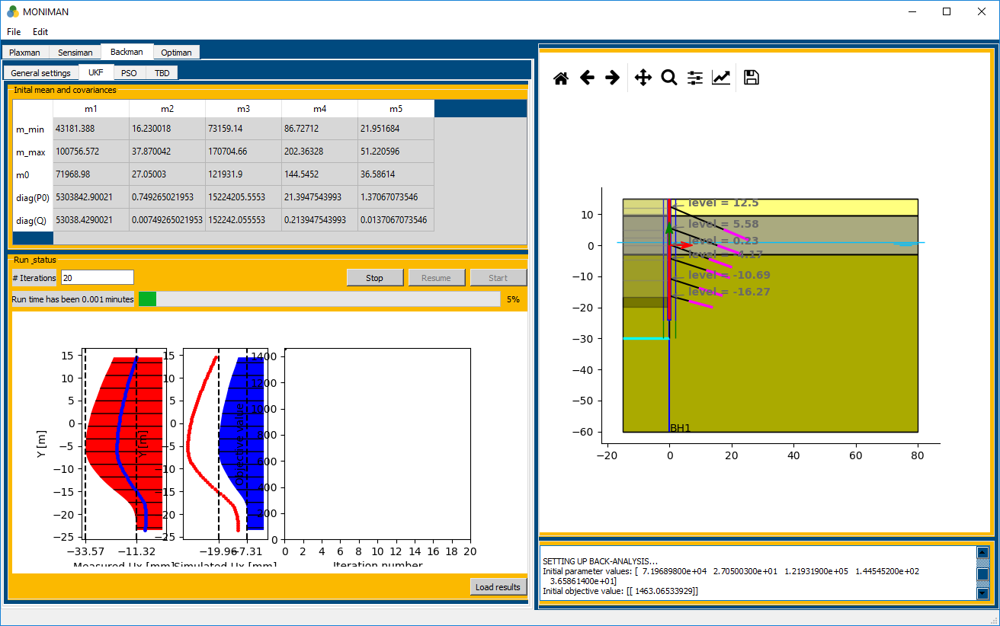 MONIMAN
File Edit
Plaxman Sensiman Backman Optiman
General settings UKF PSO TBD
Inital mean and covariances
m1 m2 m3 m4 m5
m_min 43181.388 16.230018 73159.14 86.72712 21.951684
m_max 100756.572 37.870042 170704.66 202.36328 51.220596
m0 71968.98 27.05003 121931.9 144.5452 36.58614
diag(P0) 5303842.90021 0.749265021953 15224205.5553 21.3947543993 1.37067073546
diag(Q) 53038.4290021 0.00749265021953 152242.055553 0.213947543993 0.0137067073546
Run_status
# Iterations 20 Stop Resume Start
Run time has been 0.001 minutes 5%
15
10
5
0
−5
−10
−15
−20
−25
Y [m]
−33.57 −11.32
Measured Ux [mm]
15
10
5
0
−5
−10
−15
−20
−25
Y [m]
−19.96 −7.31
Simulated Ux [mm]
1400
1200
1000
800
600
400
200
0
Objective value
0 2 4 6 8 10 12 14 16 18 20
Iteration number
Load results
level = 12.5
level = 5.58
level = 0.23
level = -4.17
level = -10.69
level = -16.27
10
0
−10
−20
−30
−40
−50
−60
BH1
−20 0 20 40 60 80
SETTING UP BACK-ANALYSIS...
Initial parameter values: [ 7.19689800e+04 2.70500300e+01 1.21931900e+05 1.44545200e+02
3.65861400e+01]
Initial objective value: [[ 1463.06533929]]